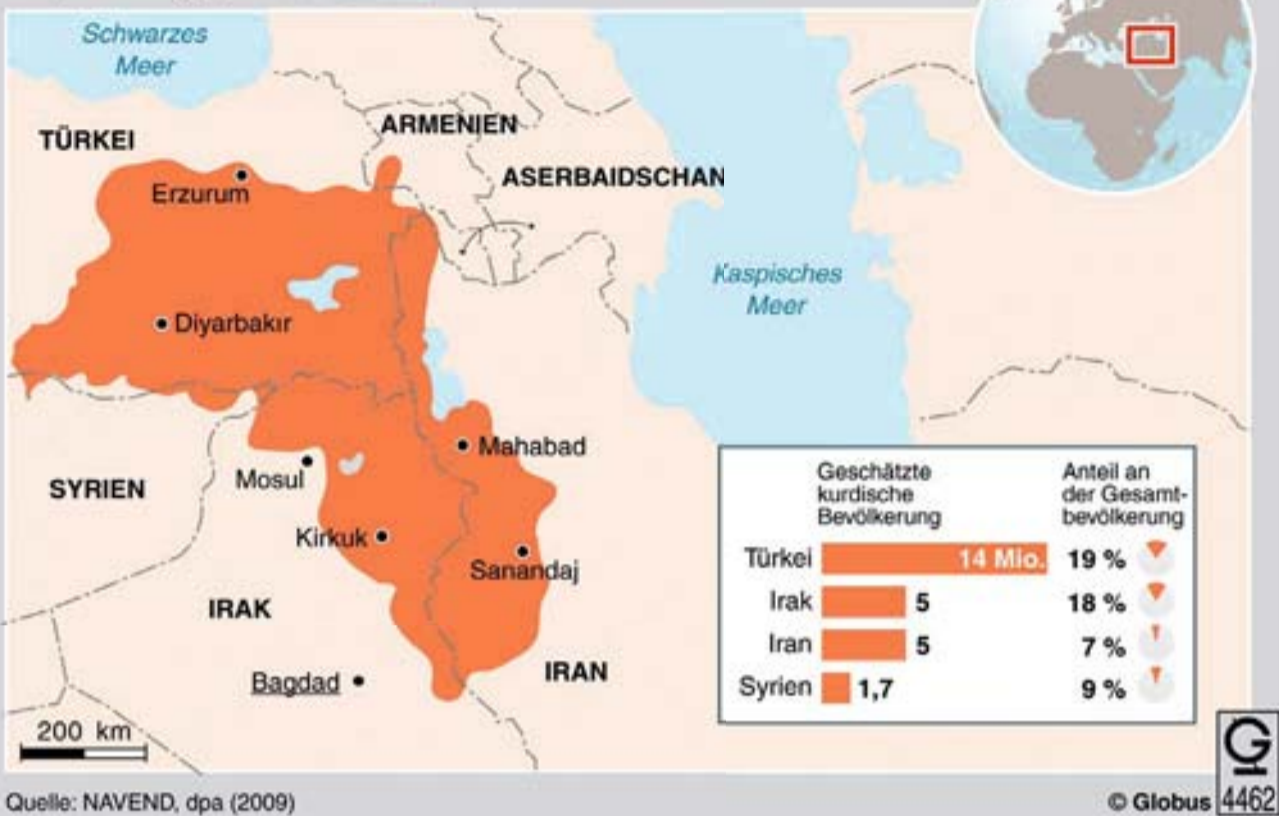 Schwarzes
Meer
TÜRKEI
ARMENIEN
ASERBAIDSCHAN
Erzurum
Kaspisches
Meer
Diyarbakır
Mahabad
SYRIEN
Mosul
Kirkuk
Sanandaj
IRAK
IRAN
Bagdad
200 km
Geschätzte
kurdische
Bevölkerung
Anteil an
der Gesamt-
bevölkerung
Türkei 14 Mio. 19 %
Irak 5 18 %
Iran 5 7 %
Syrien 1,7 9 %
Quelle: NAVEND, dpa (2009)
© Globus 4462
G